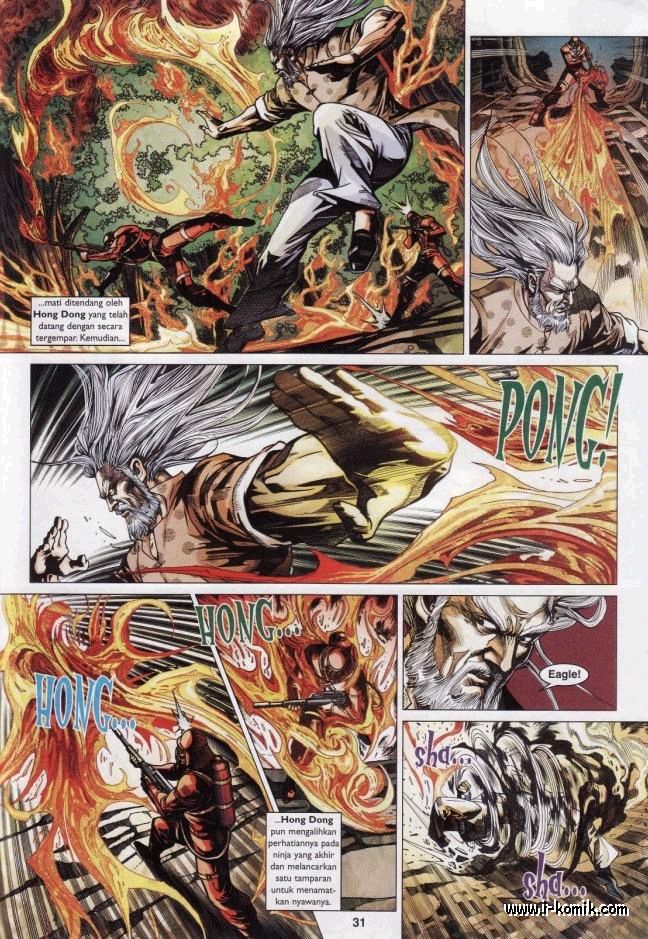 ...mati ditendang oleh
Hong Dong yang telah
datang dengan secara
tergempar. Kemudian...
PONG!
HONG...
HONG...
...Hong Dong
pun mengalihkan
perhatiannya pada
ninja yang akhir
dan melancarkan
satu tamparan
untuk menamat-
kan nyawanya.
Eagle!
sha...
sha...
31
www.i-komik.com